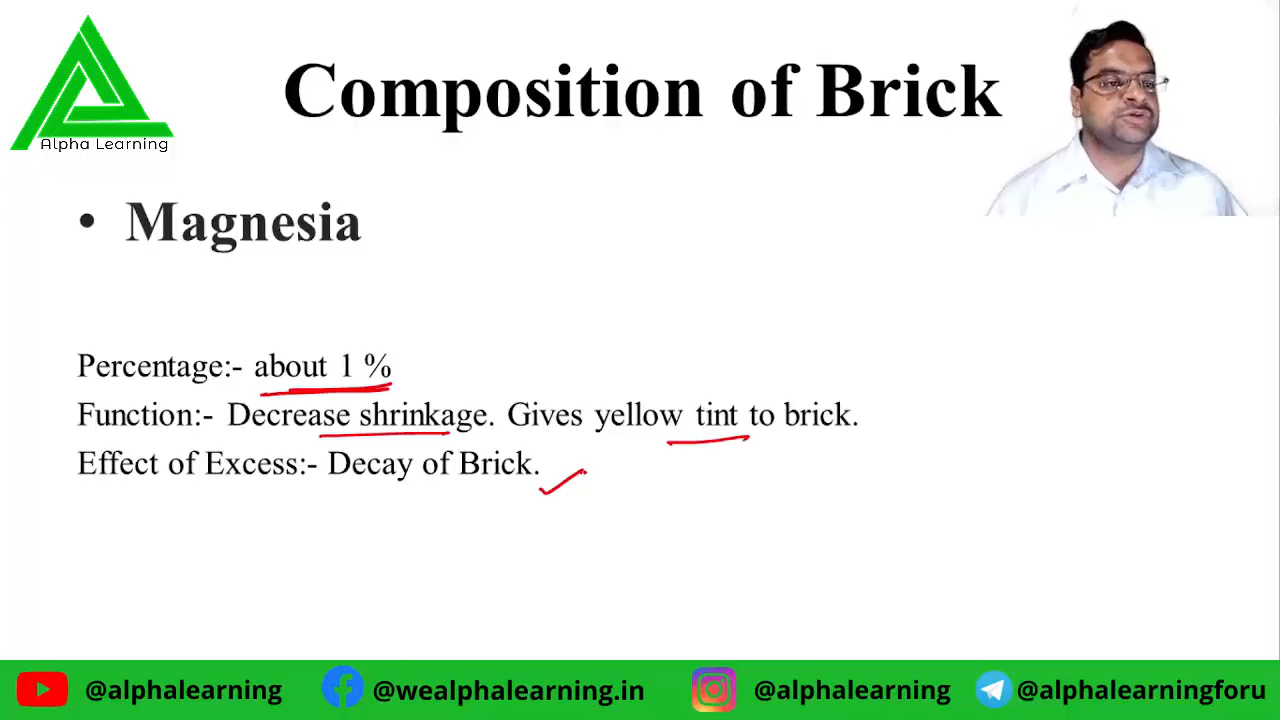 Composition of Brick
Alpha Learning
• Magnesia
Percentage:- about 1 %
Function:- Decrease shrinkage. Gives yellow tint to brick.
Effect of Excess:- Decay of Brick.
@alphalearning @wealphalearning.in @alphalearning @alphalearningforu